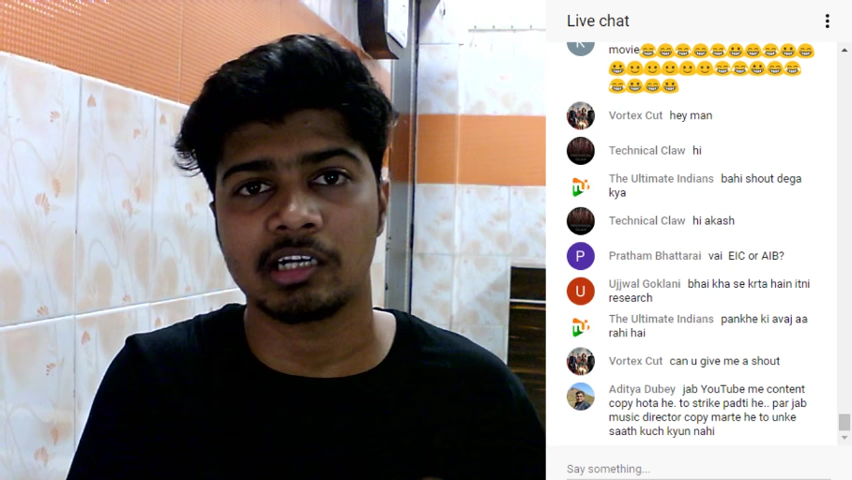 Live chat
K
movie😂😂😂😂😂😀😂😂😀😂
😀🙂🙂🙂🙂🙂😂😂😀😂😂
😂😀😂😀
Vortex Cut hey man
Technical Claw hi
The Ultimate Indians bahi shout dega
kya
Technical Claw hi akash
P Pratham Bhattarai vai EIC or AIB?
U Ujjwal Goklani bhai kha se krta hain itni
research
The Ultimate Indians pankhe ki avaj aa
rahi hai
Vortex Cut can u give me a shout
Aditya Dubey jab YouTube me content
copy hota he. to strike padti he.. par jab
music director copy marte he to unke
saath kuch kyun nahi
Say something...